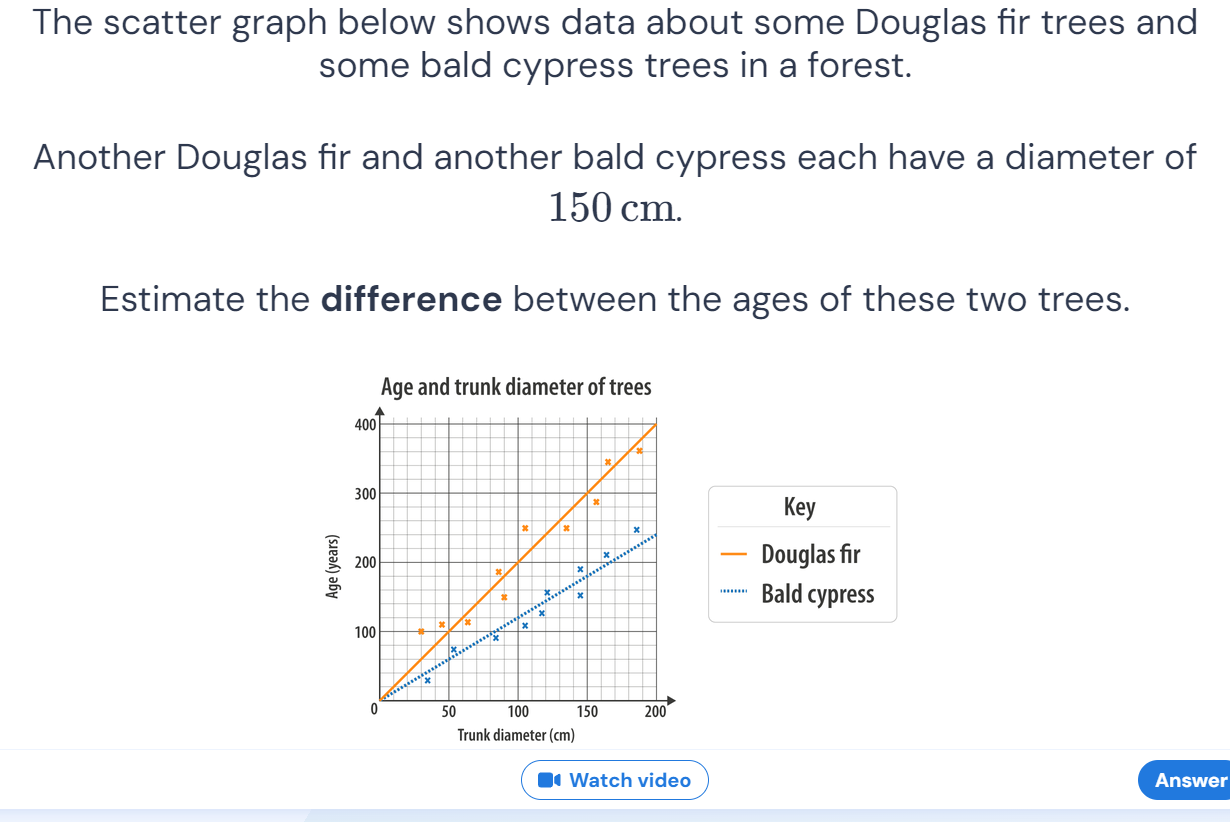 The scatter graph below shows data about some Douglas fir trees and
some bald cypress trees in a forest.
Another Douglas fir and another bald cypress each have a diameter of
150 cm.
Estimate the difference between the ages of these two trees.
Age and trunk diameter of trees
400
300
200
100
0
50 100 150 200
Age (years)
Trunk diameter (cm)
Key
Douglas fir
Bald cypress
Watch video
Answer